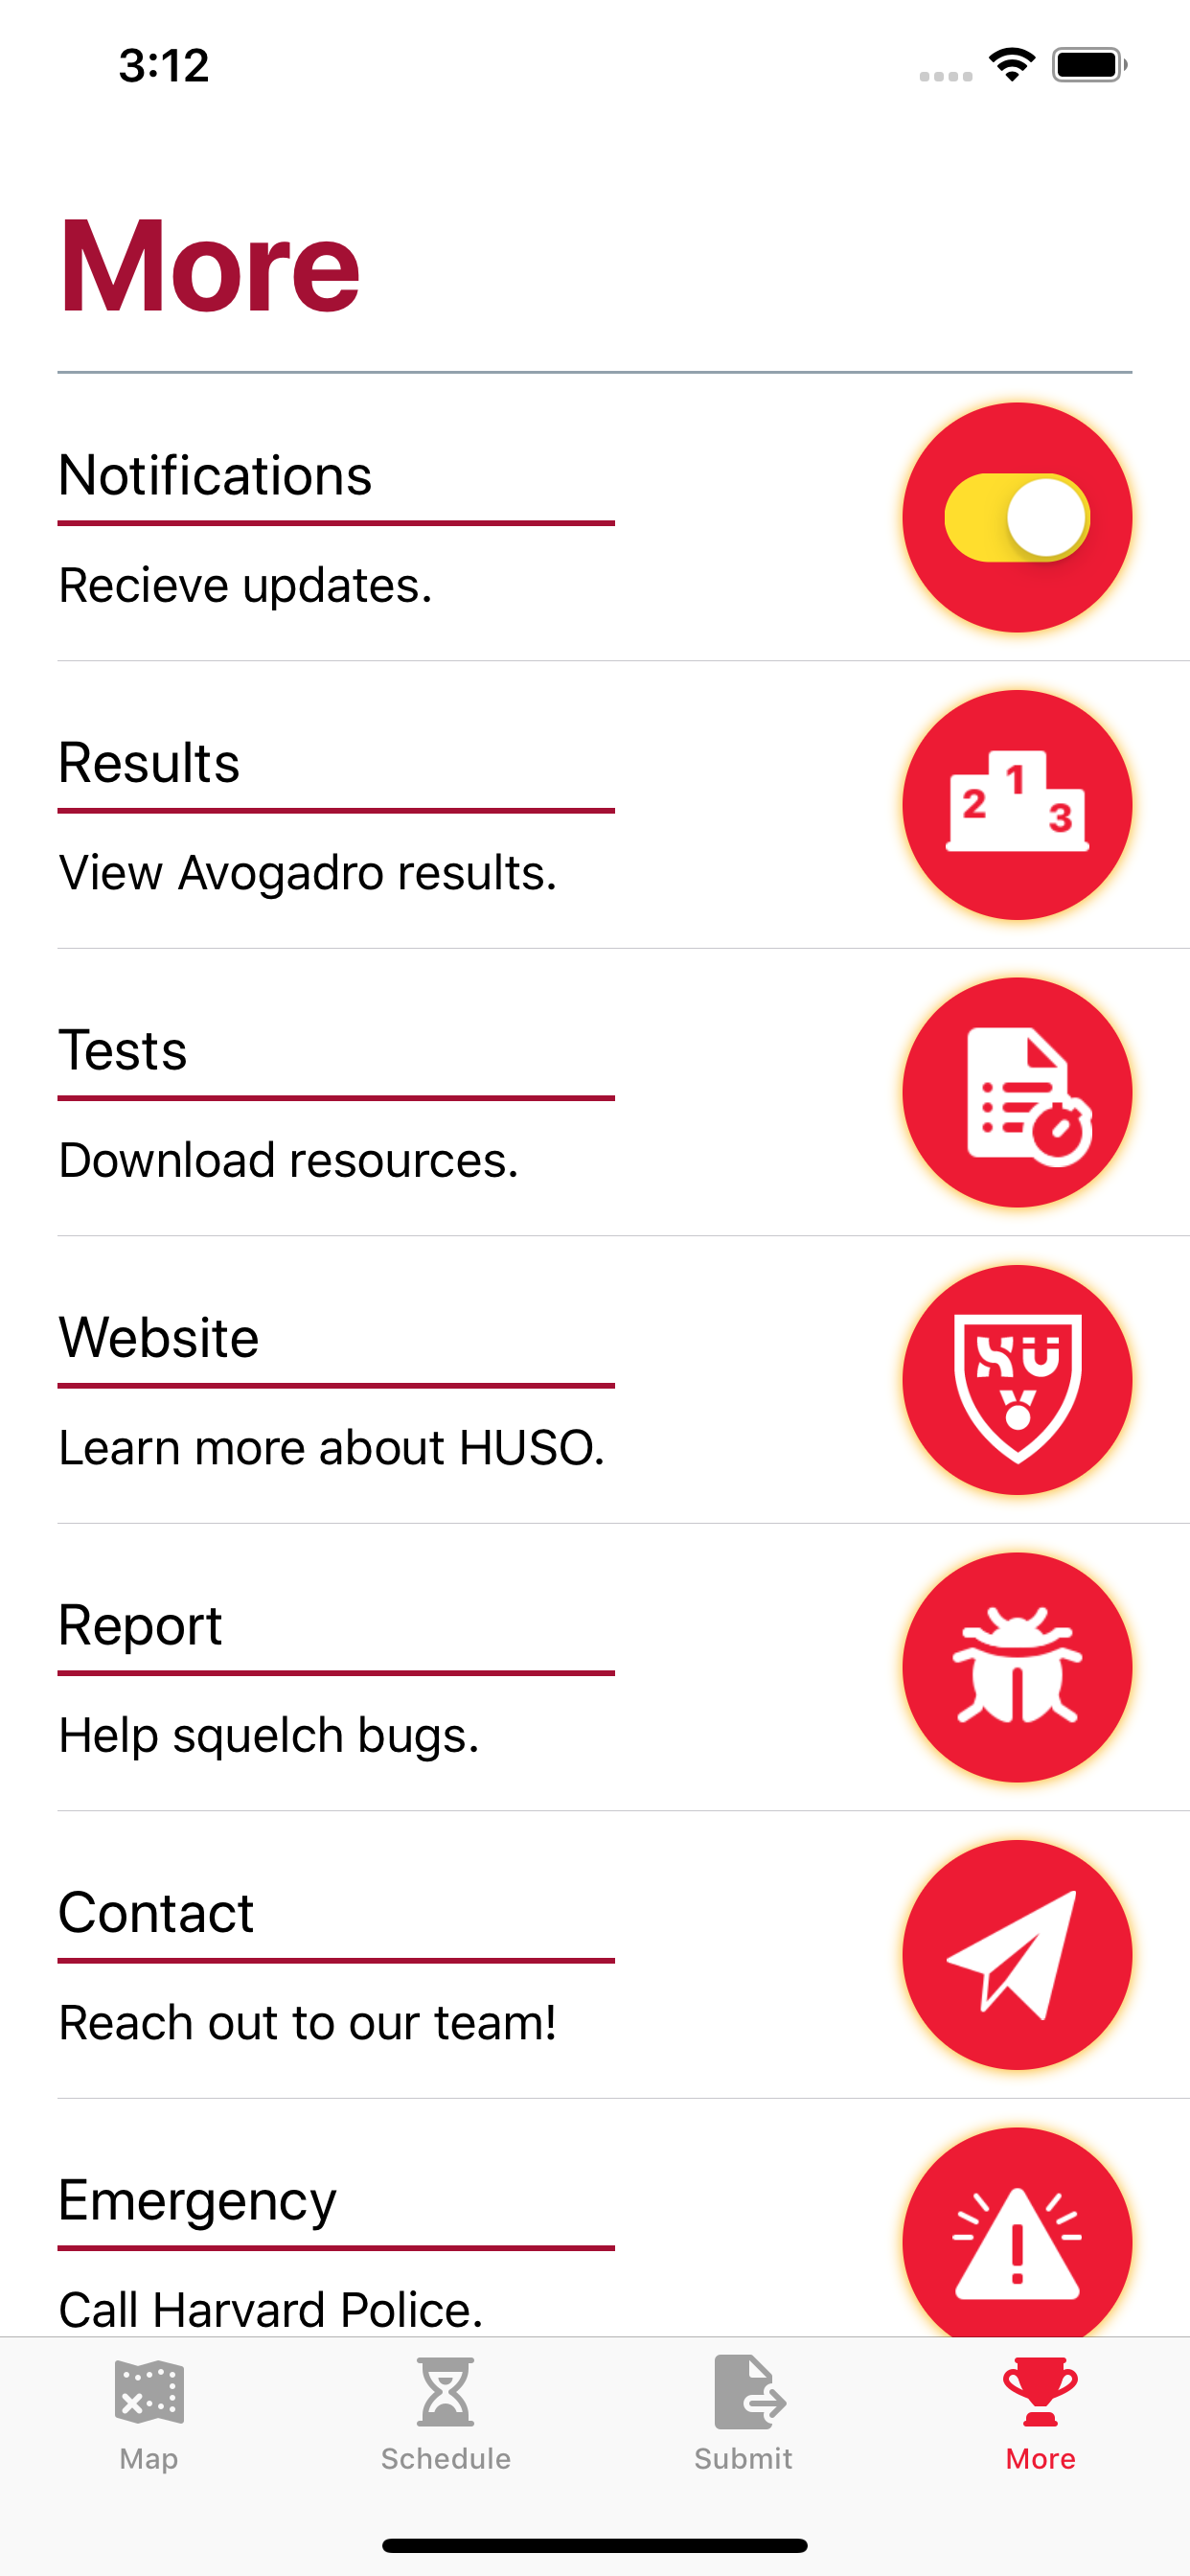 3:12
More
Notifications
Recieve updates.
Results
View Avogadro results.
2 1 3
Tests
Download resources.
Website
Learn more about HUSO.
Report
Help squelch bugs.
Contact
Reach out to our team!
Emergency
Call Harvard Police.
Map Schedule Submit More